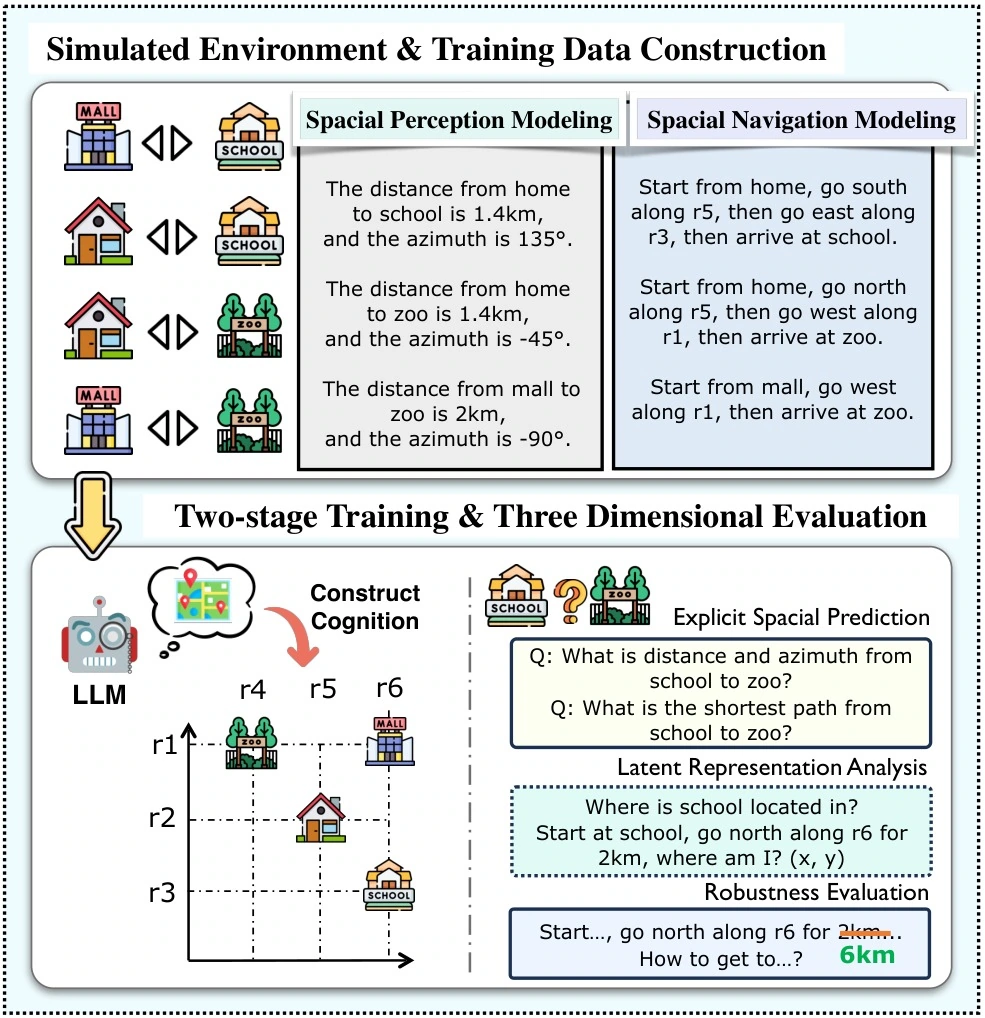 Simulated Environment & Training Data Construction
MALL
SCHOOL
Spacial Perception Modeling
Spacial Navigation Modeling
SCHOOL
ZOO
MALL
ZOO
The distance from home
to school is 1.4km,
and the azimuth is 135°.
The distance from home
to zoo is 1.4km,
and the azimuth is -45°.
The distance from mall to
zoo is 2km,
and the azimuth is -90°.
Start from home, go south
along r5, then go east along
r3, then arrive at school.
Start from home, go north
along r5, then go west along
r1, then arrive at zoo.
Start from mall, go west
along r1, then arrive at zoo.
Two-stage Training & Three Dimensional Evaluation
LLM
Construct
Cognition
r4 r5 r6
r1
ZOO
MALL
r2
r3
SCHOOL
SCHOOL
ZOO
Explicit Spacial Prediction
Q: What is distance and azimuth from
school to zoo?
Q: What is the shortest path from
school to zoo?
Latent Representation Analysis
Where is school located in?
Start at school, go north along r6 for
2km, where am I? (x, y)
Robustness Evaluation
Start..., go north along r6 for 2km...
How to get to...? 6km